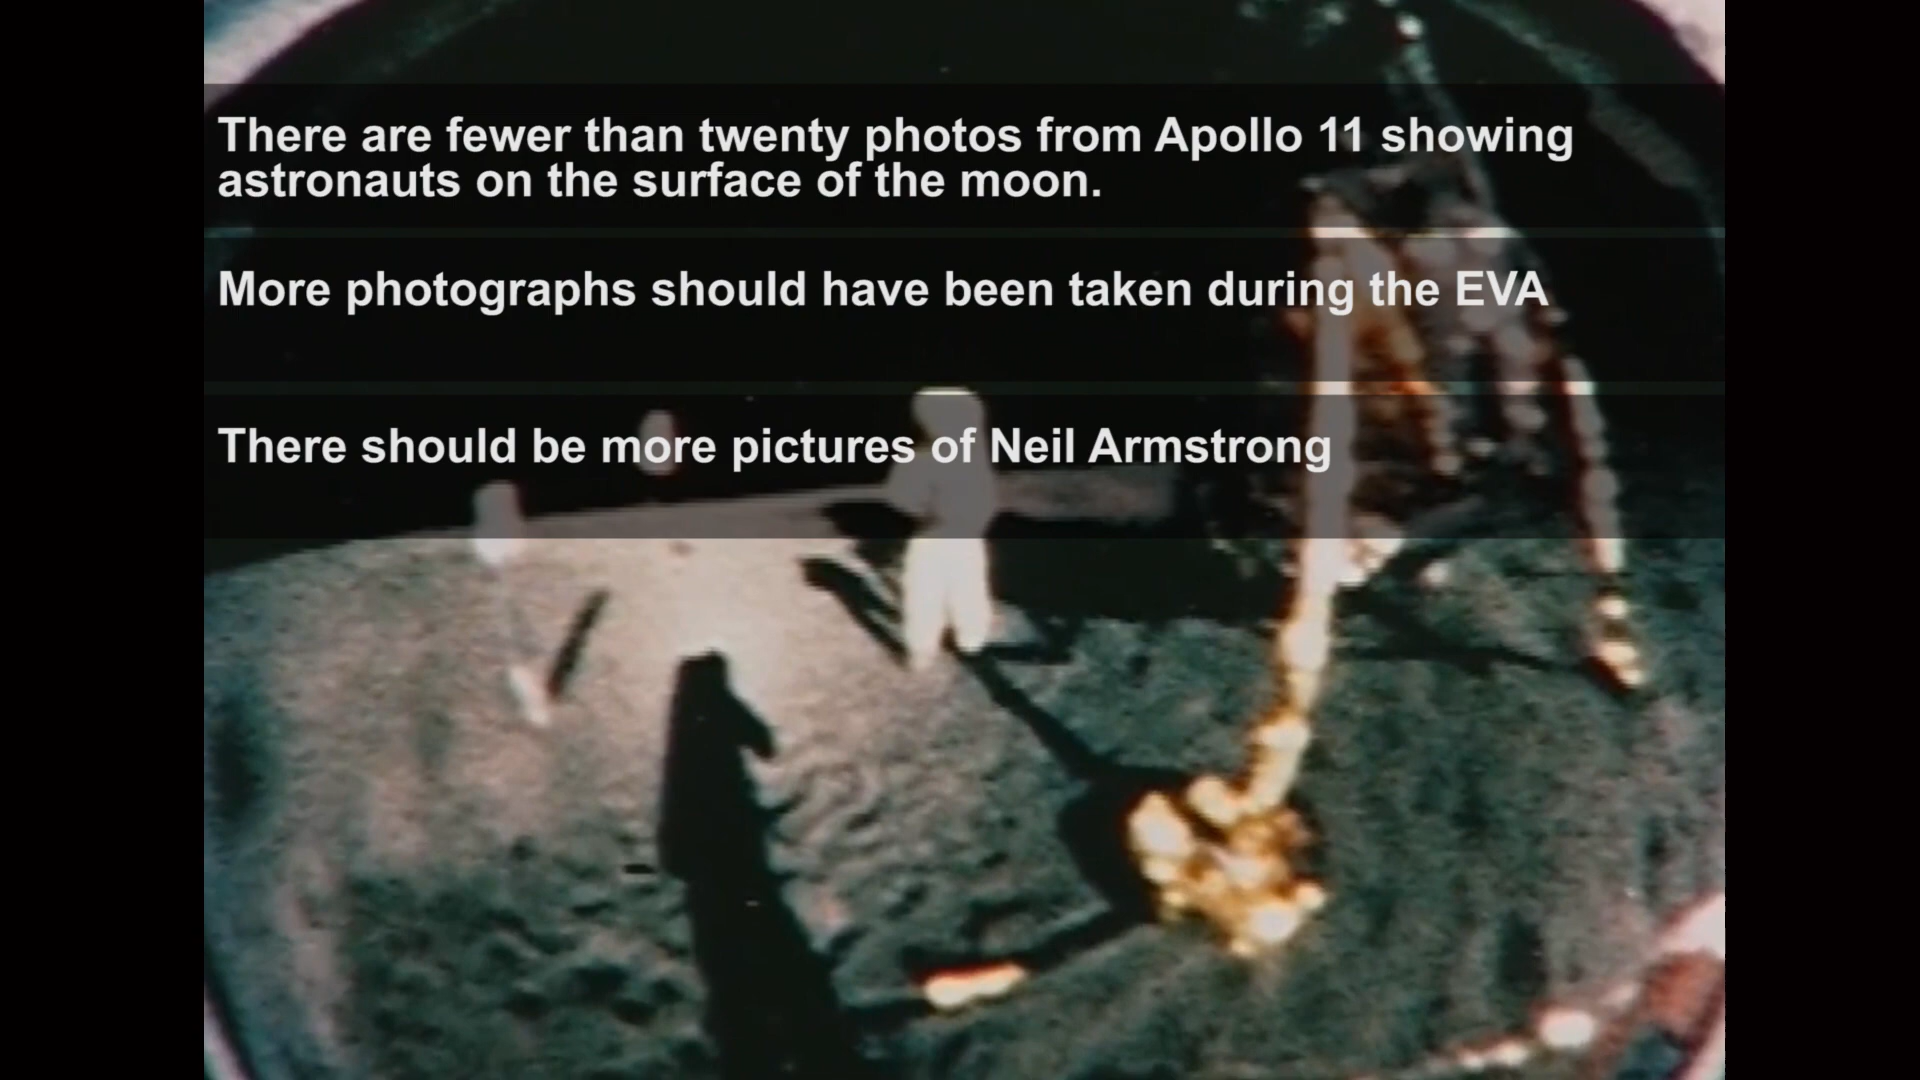 There are fewer than twenty photos from Apollo 11 showing
astronauts on the surface of the moon.
More photographs should have been taken during the EVA
There should be more pictures of Neil Armstrong